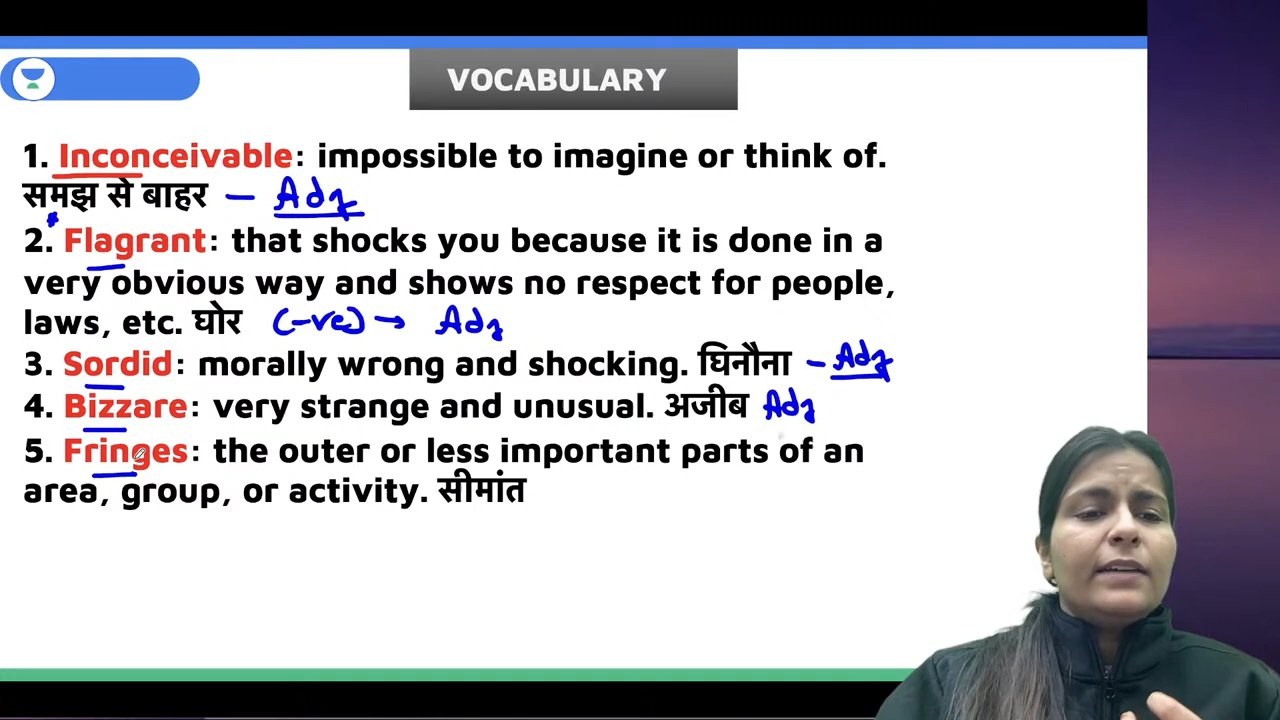 VOCABULARY
1. Inconceivable: impossible to imagine or think of.
समझ से बाहर – Adj
2. Flagrant: that shocks you because it is done in a
very obvious way and shows no respect for people,
laws, etc. घोर (-ve) → Adj
3. Sordid: morally wrong and shocking. घिनौना – Adj
4. Bizzare: very strange and unusual. अजीब Adj
5. Fringes: the outer or less important parts of an
area, group, or activity. सीमांत